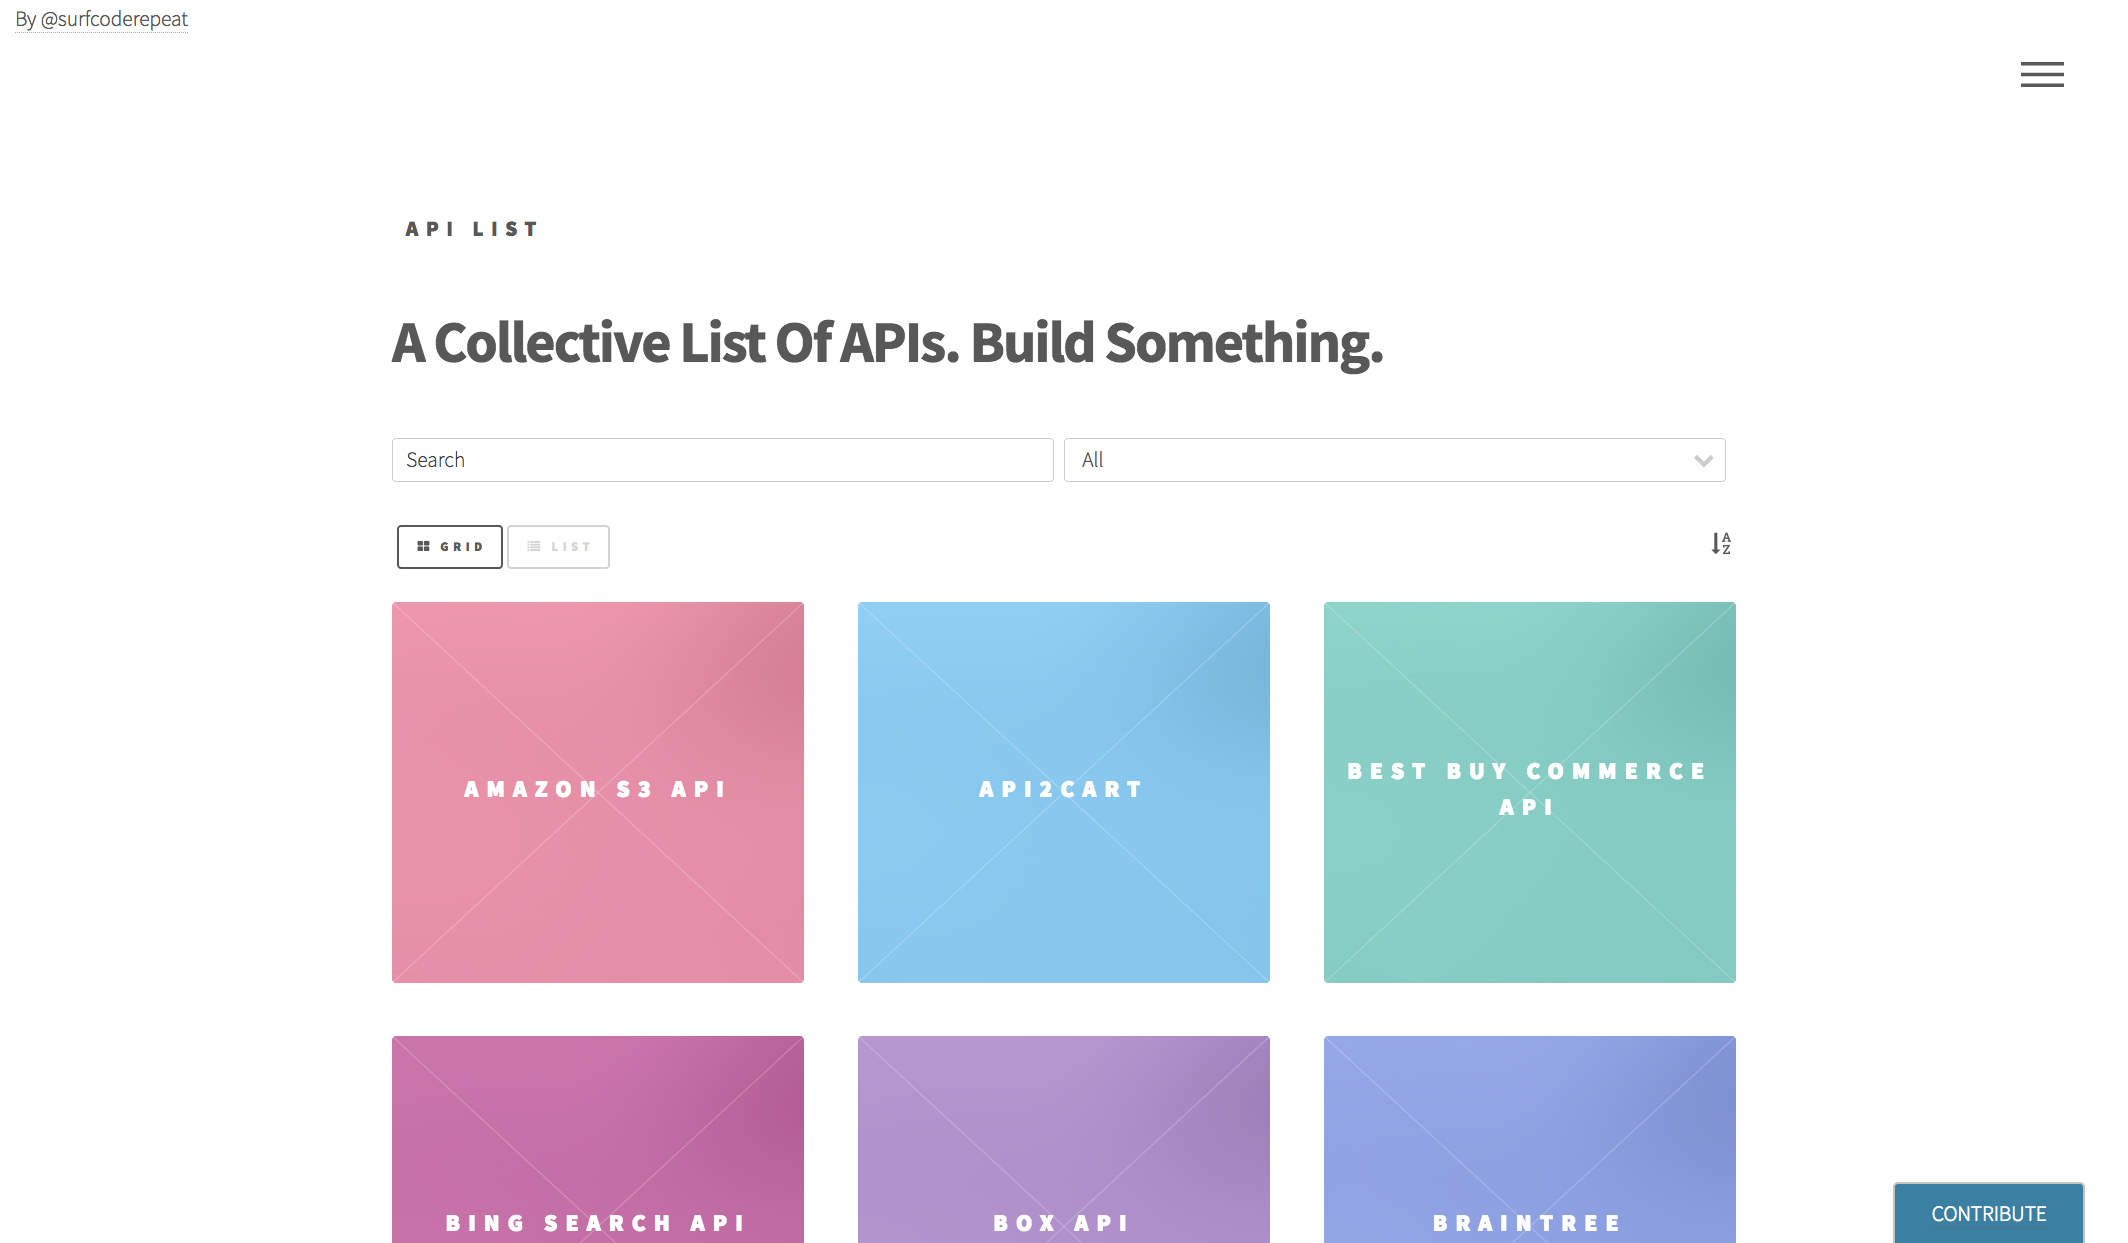 By @surfcoderepeat
API LIST
A Collective List Of APIs. Build Something.
Search
All
GRID
LIST
A
Z
AMAZON S3 API
API2CART
BEST BUY COMMERCE
API
BING SEARCH API
BOX API
BRAINTREE
CONTRIBUTE